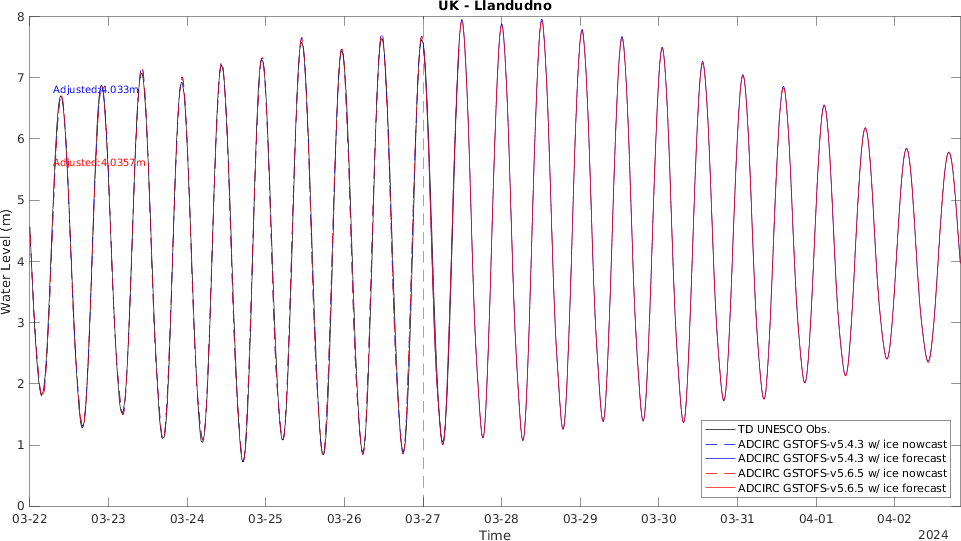 UK - Llandudno
8
7
6
5
4
3
2
1
0
Water Level (m)
Adjusted:4.033m
Adjusted:4.0357m
TD UNESCO Obs.
ADCIRC GSTOFS-v5.4.3 w/ ice nowcast
ADCIRC GSTOFS-v5.4.3 w/ ice forecast
ADCIRC GSTOFS-v5.6.5 w/ ice nowcast
ADCIRC GSTOFS-v5.6.5 w/ ice forecast
03-22 03-23 03-24 03-25 03-26 03-27 03-28 03-29 03-30 03-31 04-01 04-02
Time
2024